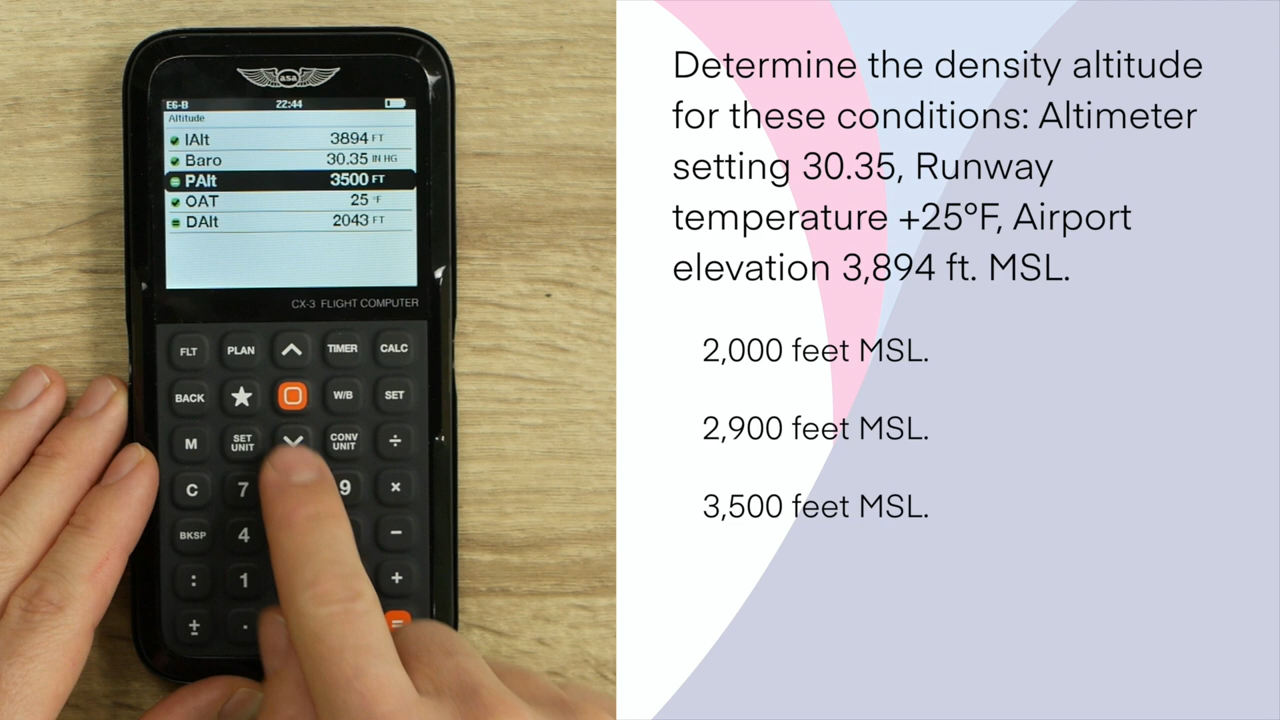 asa
E6-B 22:44
Altitude
IAlt 3894 FT
Baro 30.35 IN HG
PAlt 3500 FT
OAT 25 °F
DAlt 2043 FT
CX-3 FLIGHT COMPUTER
FLT PLAN TIMER CALC
BACK W/B SET
M SET UNIT CONV UNIT ÷
C 7 9 ×
BKSP 4 −
: 1 +
± . =
Determine the density altitude
for these conditions: Altimeter
setting 30.35, Runway
temperature +25°F, Airport
elevation 3,894 ft. MSL.
2,000 feet MSL.
2,900 feet MSL.
3,500 feet MSL.